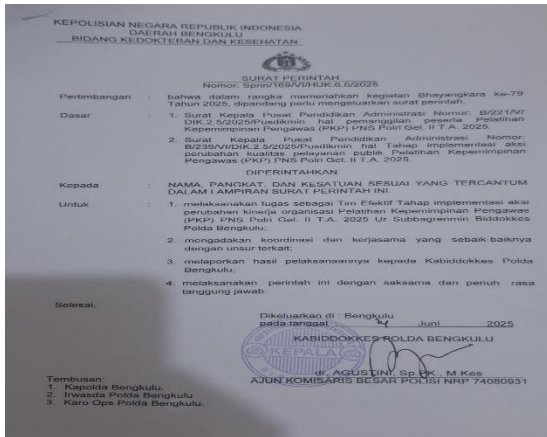 KEPOLISIAN NEGARA REPUBLIK INDONESIA
DAERAH BENGKULU
BIDANG KEDOKTERAN DAN KESEHATAN
SURAT PERINTAH
Nomor: Sprin/169/VI/HUK.6.6/2025
Pertimbangan : bahwa dalam rangka memeriahkan kegiatan Bhayangkara ke-79
Tahun 2025, dipandang perlu mengeluarkan surat perintah.
Dasar : 1. Surat Kepala Pusat Pendidikan Administrasi Nomor: B/221/V/
DIK.2.5/2025/Pusdikmin hal pemanggilan peserta Pelatihan
Kepemimpinan Pengawas (PKP) PNS Polri Gel. II T.A. 2025.
2. Surat Kepala Pusat Pendidikan Administrasi Nomor:
B/239/VI/DIK.2.5/2025/Pusdikmin hal Tahap Implementasi aksi
perubahan kualitas pelayanan publik Pelatihan Kepemimpinan
Pengawas (PKP) PNS Polri Gel. II T.A. 2025.
DIPERINTAHKAN
Kepada : NAMA, PANGKAT, DAN KESATUAN SESUAI YANG TERCANTUM
DALAM LAMPIRAN SURAT PERINTAH INI.
Untuk : 1. melaksanakan tugas sebagai Tim Efektif Tahap implementasi aksi
perubahan kinerja organisasi Pelatihan Kepemimpinan Pengawas
(PKP) PNS Polri Gel. II T.A. 2025 Ur Subbagrenmin Biddokkes
Polda Bengkulu;
2. mengadakan koordinasi dan kerjasama yang sebaik-baiknya
dengan unsur terkait;
3. melaporkan hasil pelaksanaannya kepada Kabiddokkes Polda
Bengkulu;
4. melaksanakan perintah ini dengan saksama dan penuh rasa
tanggung jawab.
Selesai.
Dikeluarkan di : Bengkulu
pada tanggal Juni 2025
KABIDDOKKES POLDA BENGKULU
KEPALA
dr. AGUSTINI, Sp.PK., M.Kes
AJUN KOMISARIS BESAR POLISI NRP 74080931
Tembusan:
1. Kapolda Bengkulu.
2. Irwasda Polda Bengkulu
3. Karo Ops Polda Bengkulu.